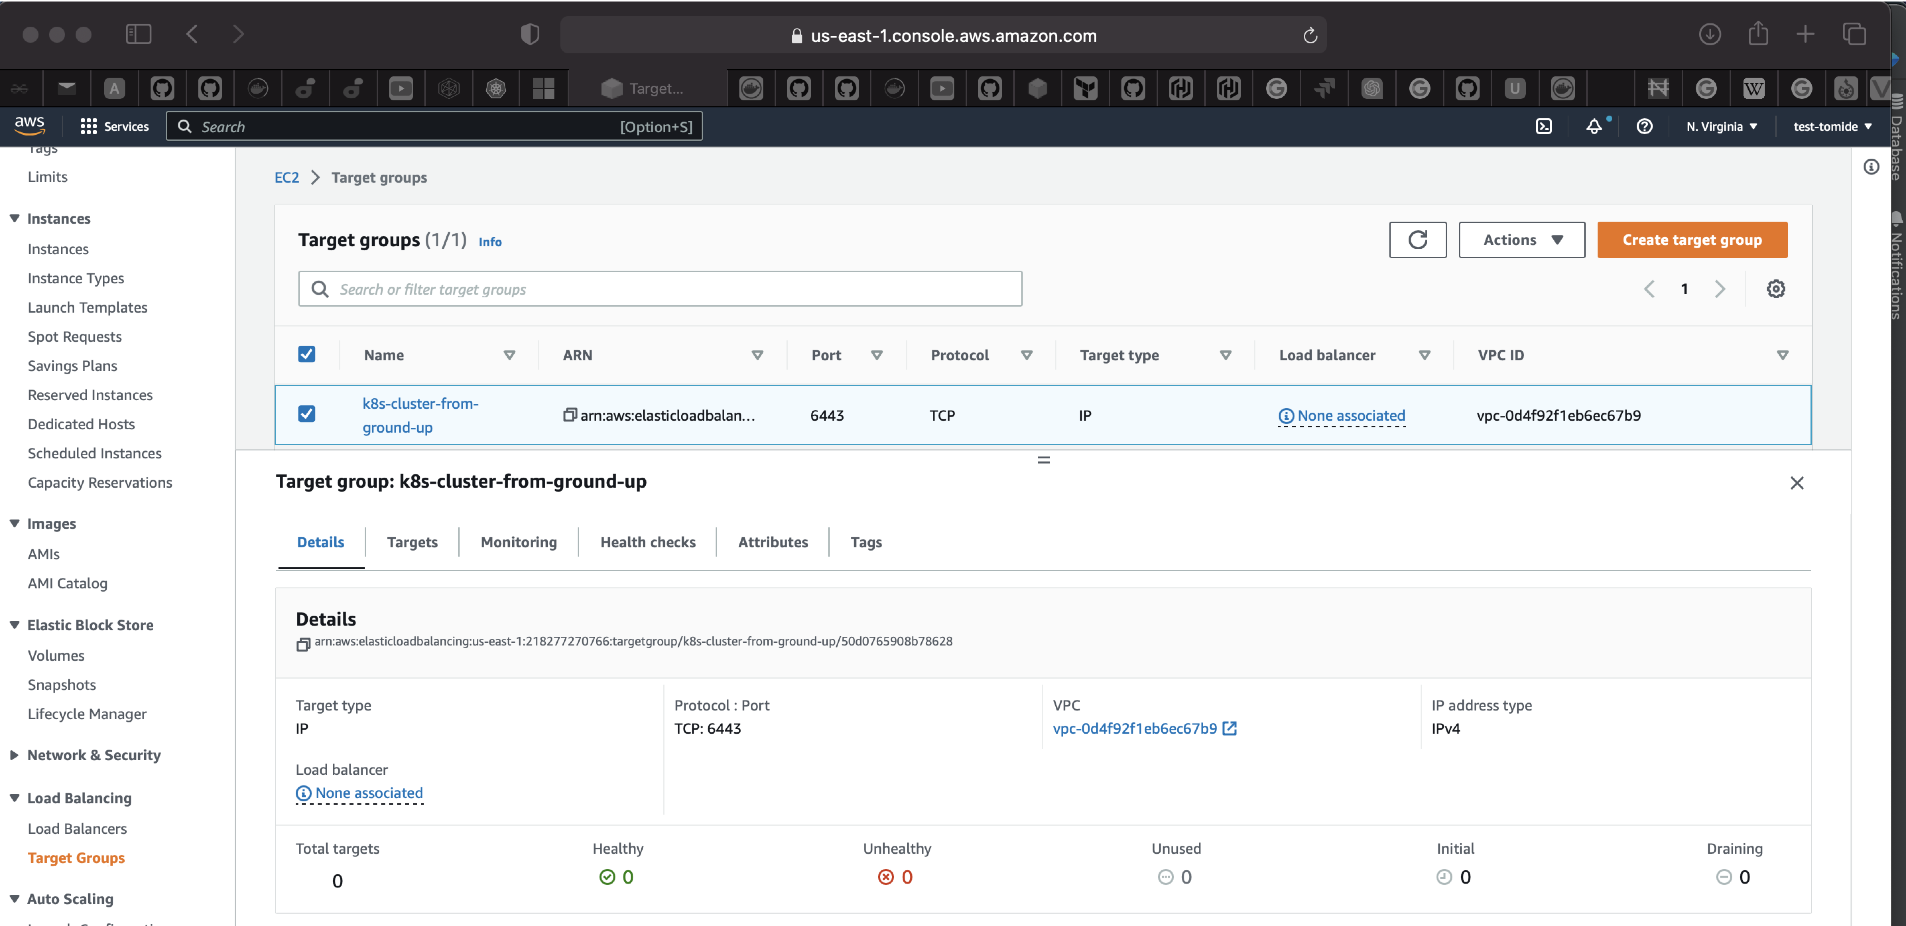 us-east-1.console.aws.amazon.com
Target...
aws
Services
Search
[Option+S]
N. Virginia
test-tomide
Tags
Limits
Instances
Instances
Instance Types
Launch Templates
Spot Requests
Savings Plans
Reserved Instances
Dedicated Hosts
Scheduled Instances
Capacity Reservations
Images
AMIs
AMI Catalog
Elastic Block Store
Volumes
Snapshots
Lifecycle Manager
Network & Security
Load Balancing
Load Balancers
Target Groups
Auto Scaling
EC2 > Target groups
Target groups (1/1) Info
Actions
Create target group
Search or filter target groups
1
Name ARN Port Protocol Target type Load balancer VPC ID
k8s-cluster-from-
ground-up
arn:aws:elasticloadbalan... 6443 TCP IP None associated vpc-0d4f92f1eb6ec67b9
Target group: k8s-cluster-from-ground-up
Details Targets Monitoring Health checks Attributes Tags
Details
arn:aws:elasticloadbalancing:us-east-1:218277270766:targetgroup/k8s-cluster-from-ground-up/50d0765908b78628
Target type Protocol : Port VPC IP address type
IP TCP: 6443 vpc-0d4f92f1eb6ec67b9 IPv4
Load balancer
None associated
Total targets Healthy Unhealthy Unused Initial Draining
0 0 0 0 0 0
Database
Notifications